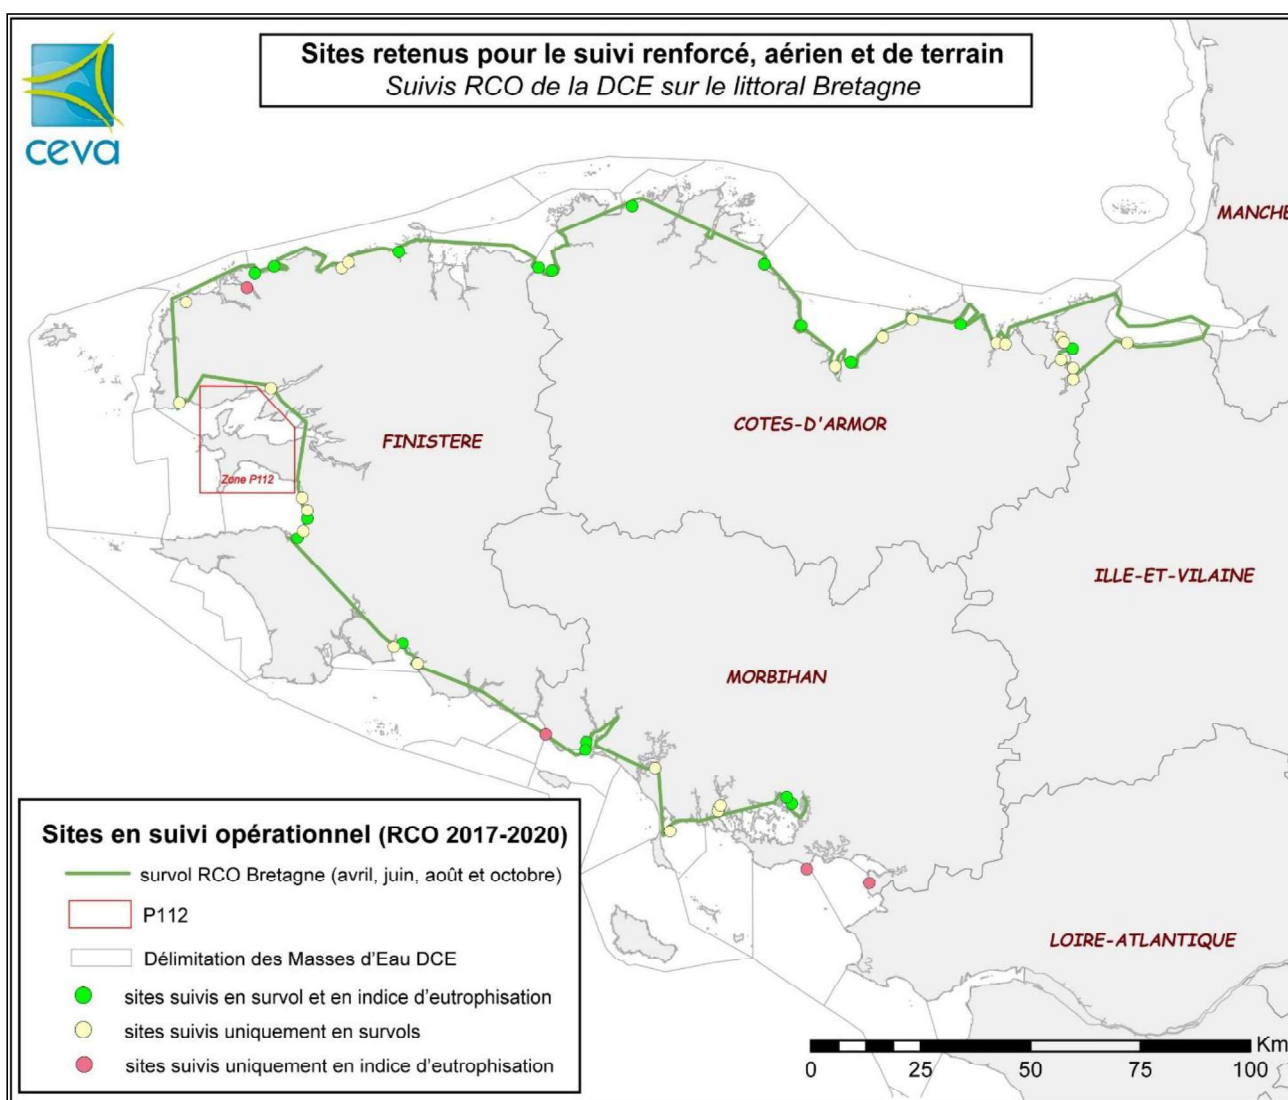 Sites retenus pour le suivi renforcé, aérien et de terrain
Suivis RCO de la DCE sur le littoral Bretagne
ceva
MANCHE
FINISTERE
COTES-D'ARMOR
Zone P112
ILLE-ET-VILAINE
MORBIHAN
LOIRE-ATLANTIQUE
Sites en suivi opérationnel (RCO 2017-2020)
survol RCO Bretagne (avril, juin, août et octobre)
P112
Délimitation des Masses d'Eau DCE
sites suivis en survol et en indice d'eutrophisation
sites suivis uniquement en survols
sites suivis uniquement en indice d'eutrophisation
Km
0 25 50 75 100